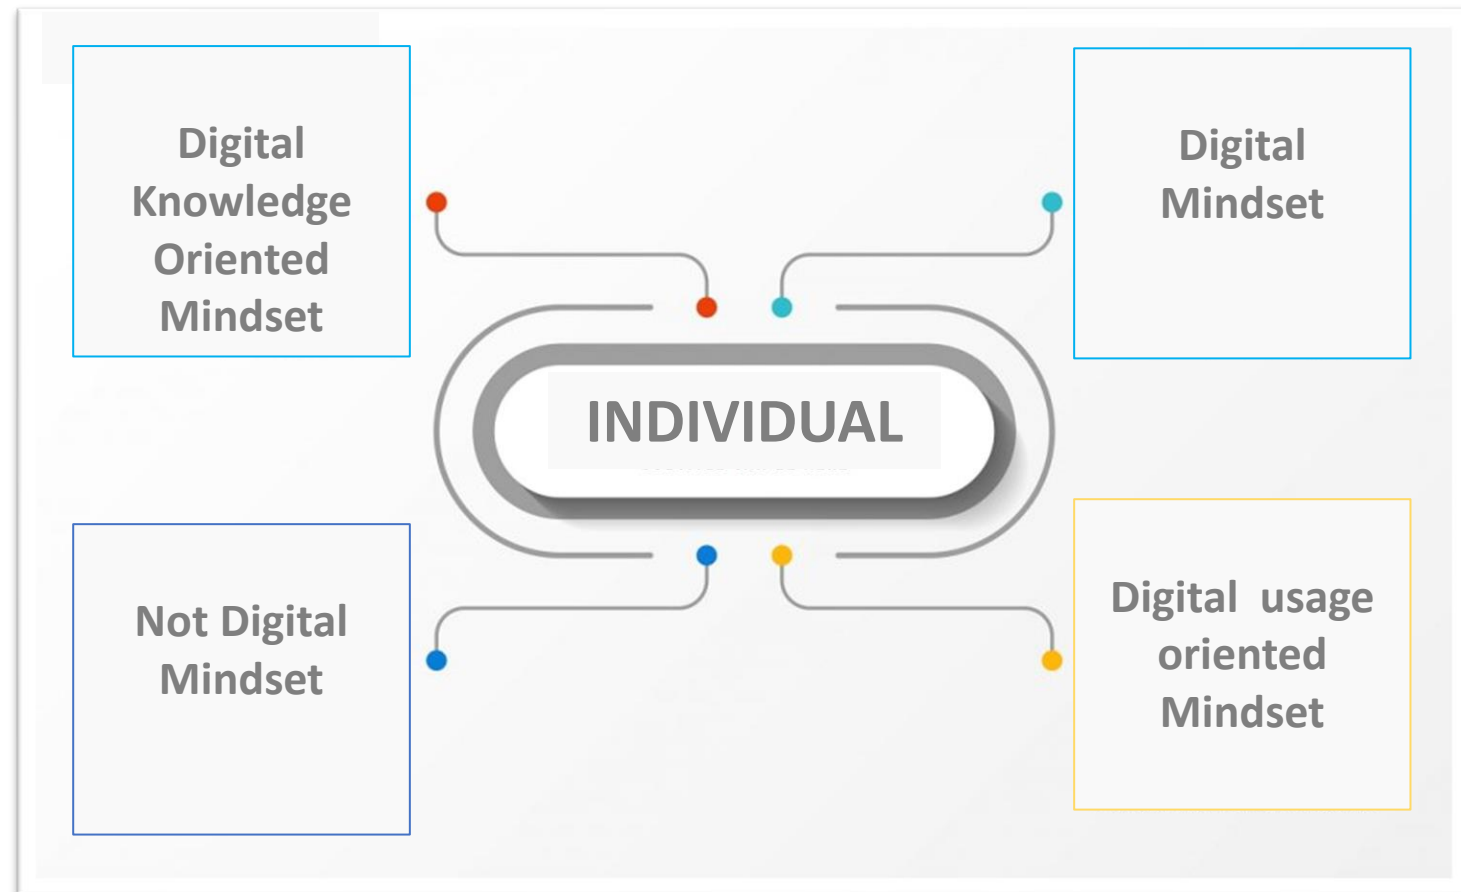 Digital
Knowledge
Oriented
Mindset
Digital
Mindset
INDIVIDUAL
Not Digital
Mindset
Digital  usage
oriented
Mindset